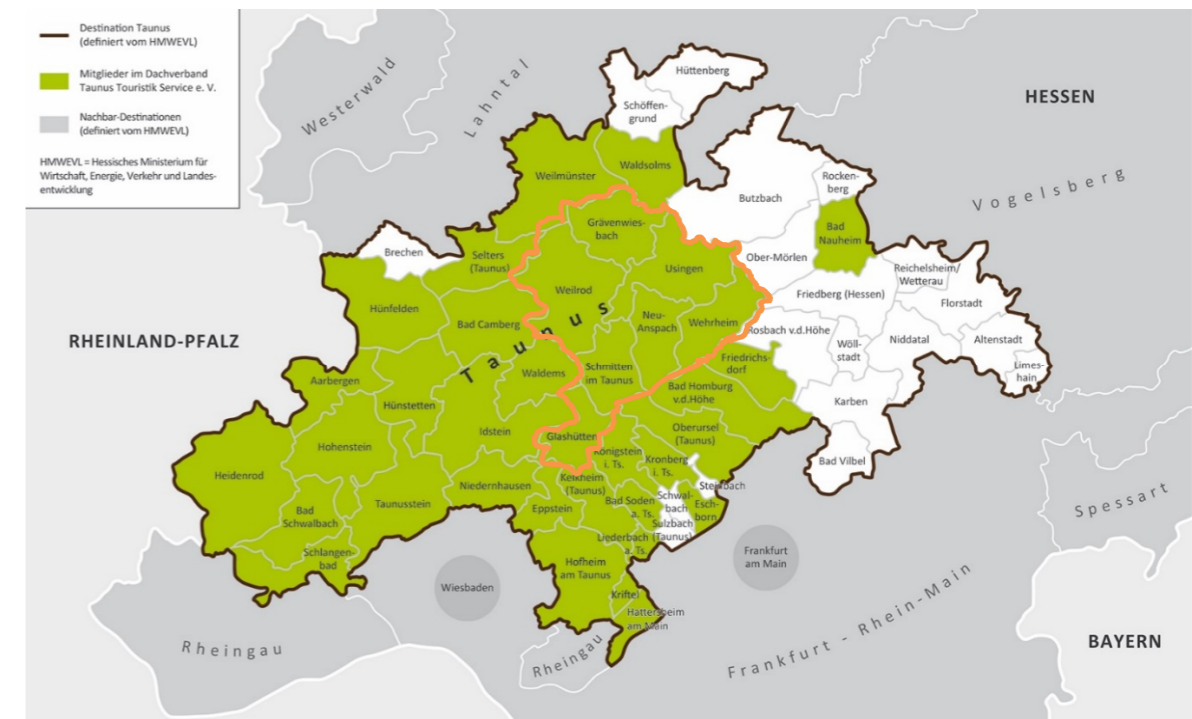 Destination Taunus
(definiert vom HMWEVL)
Mitglieder im Dachverband
Taunus Touristik Service e. V.
Nachbar-Destinationen
(definiert vom HMWEVL)
HMWEVL = Hessisches Ministerium für
Wirtschaft, Energie, Verkehr und Landes-
entwicklung
Westerwald
Lahntal
HESSEN
Vogelsberg
RHEINLAND-PFALZ
Taunus
Spessart
BAYERN
Rheingau
Rheingau
Frankfurt - Rhein-Main
Wiesbaden
Frankfurt
am Main
Hüttenberg
Schöffen-
grund
Waldsolms
Weilmünster
Butzbach
Rocken-
berg
Bad
Nauheim
Grävenwies-
bach
Brechen
Selters
(Taunus)
Usingen
Ober-Mörlen
Reichelsheim/
Wetterau
Weilrod
Friedberg (Hessen)
Florstadt
Hünfelden
Bad Camberg
Neu-
Anspach
Wehrheim
Rosbach v.d.Höhe
Wöll-
stadt
Niddatal
Altenstadt
Limes-
hain
Waldems
Schmitten
im Taunus
Friedrichs-
dorf
Aarbergen
Hünstetten
Bad Homburg
v.d.Höhe
Karben
Idstein
Glashütten
Oberursel
(Taunus)
Hohenstein
Königstein
i. Ts.
Kronberg
i. Ts.
Bad Vilbel
Heidenrod
Niedernhausen
Kelkheim
(Taunus)
Steinbach
Bad
Schwalbach
Taunusstein
Eppstein
Bad Soden
a. Ts.
Schwal-
bach
Esch-
born
Sulzbach
(Taunus)
Liederbach
a. Ts.
Schlangen-
bad
Hofheim
am Taunus
Kriftel
Hattersheim
am Main